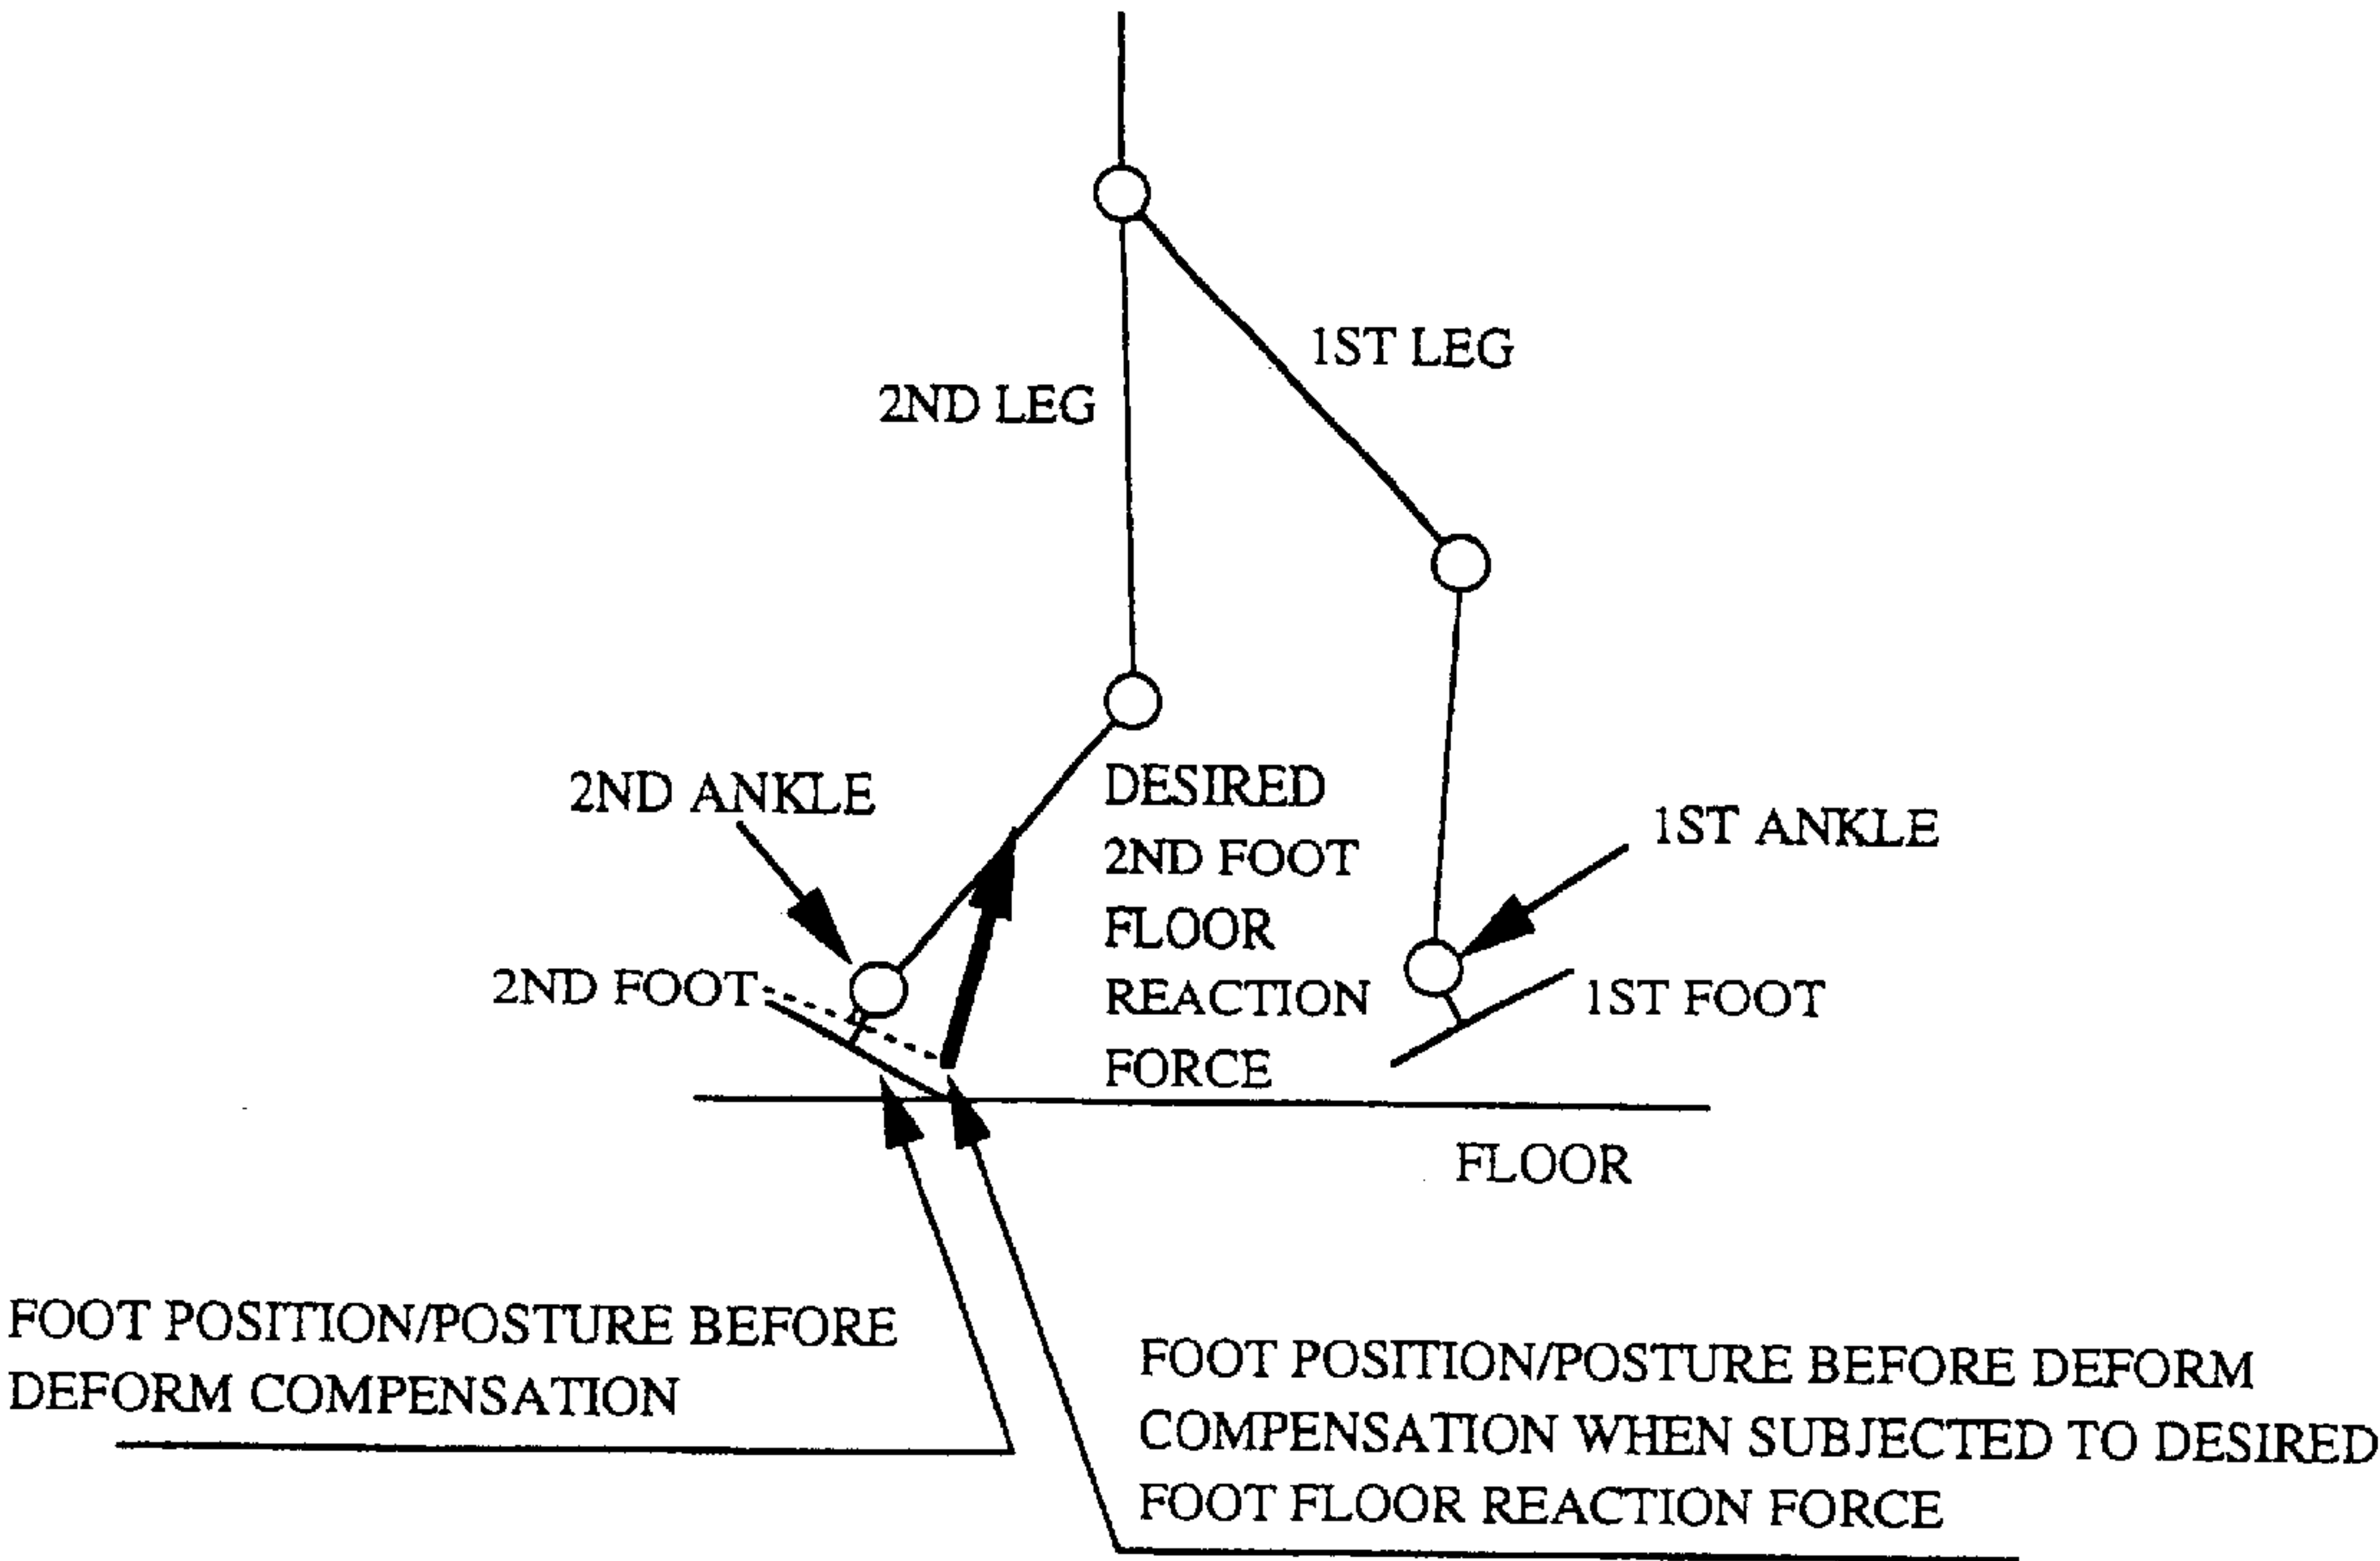 1ST LEG
2ND LEG
2ND ANKLE
DESIRED
2ND FOOT
FLOOR
REACTION
FORCE
1ST ANKLE
2ND FOOT
1ST FOOT
FLOOR
FOOT POSITION/POSTURE BEFORE
DEFORM COMPENSATION
FOOT POSITION/POSTURE BEFORE DEFORM
COMPENSATION WHEN SUBJECTED TO DESIRED
FOOT FLOOR REACTION FORCE